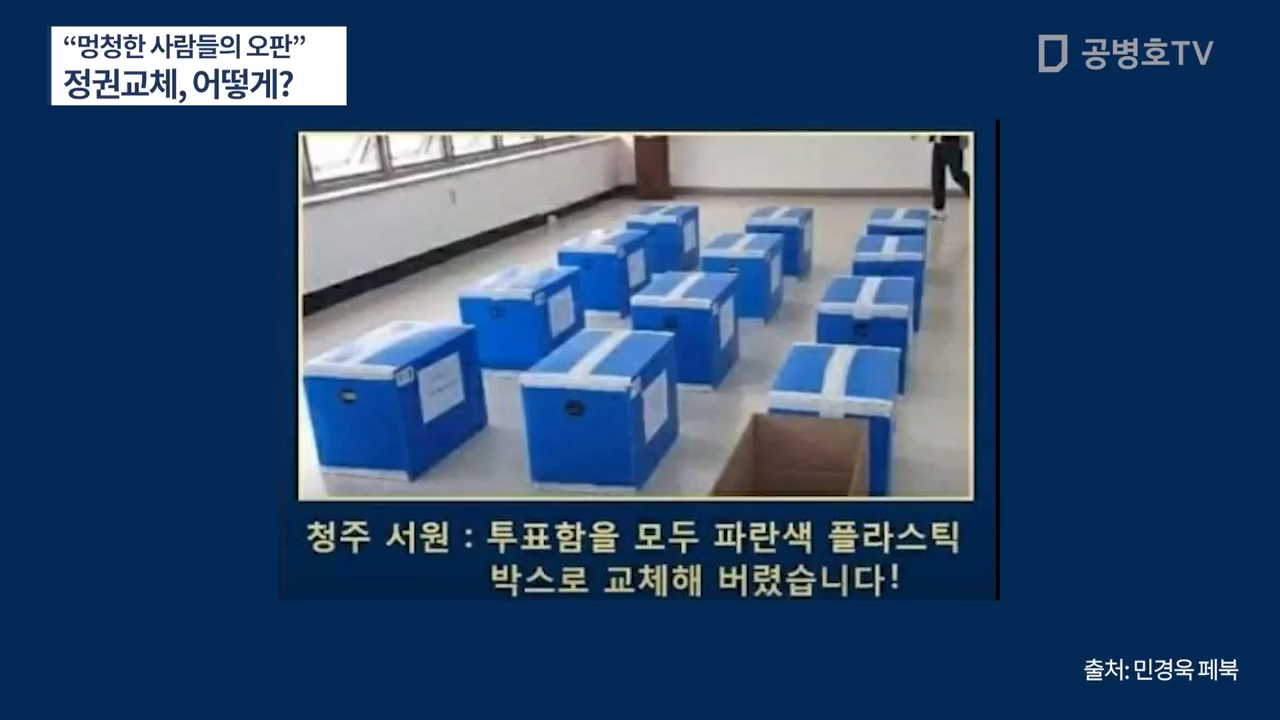 “멍청한 사람들의 오판”
정권교체, 어떻게?
공병호TV
청주 서원 : 투표함을 모두 파란색 플라스틱
박스로 교체해 버렸습니다!
출처: 민경욱 페북